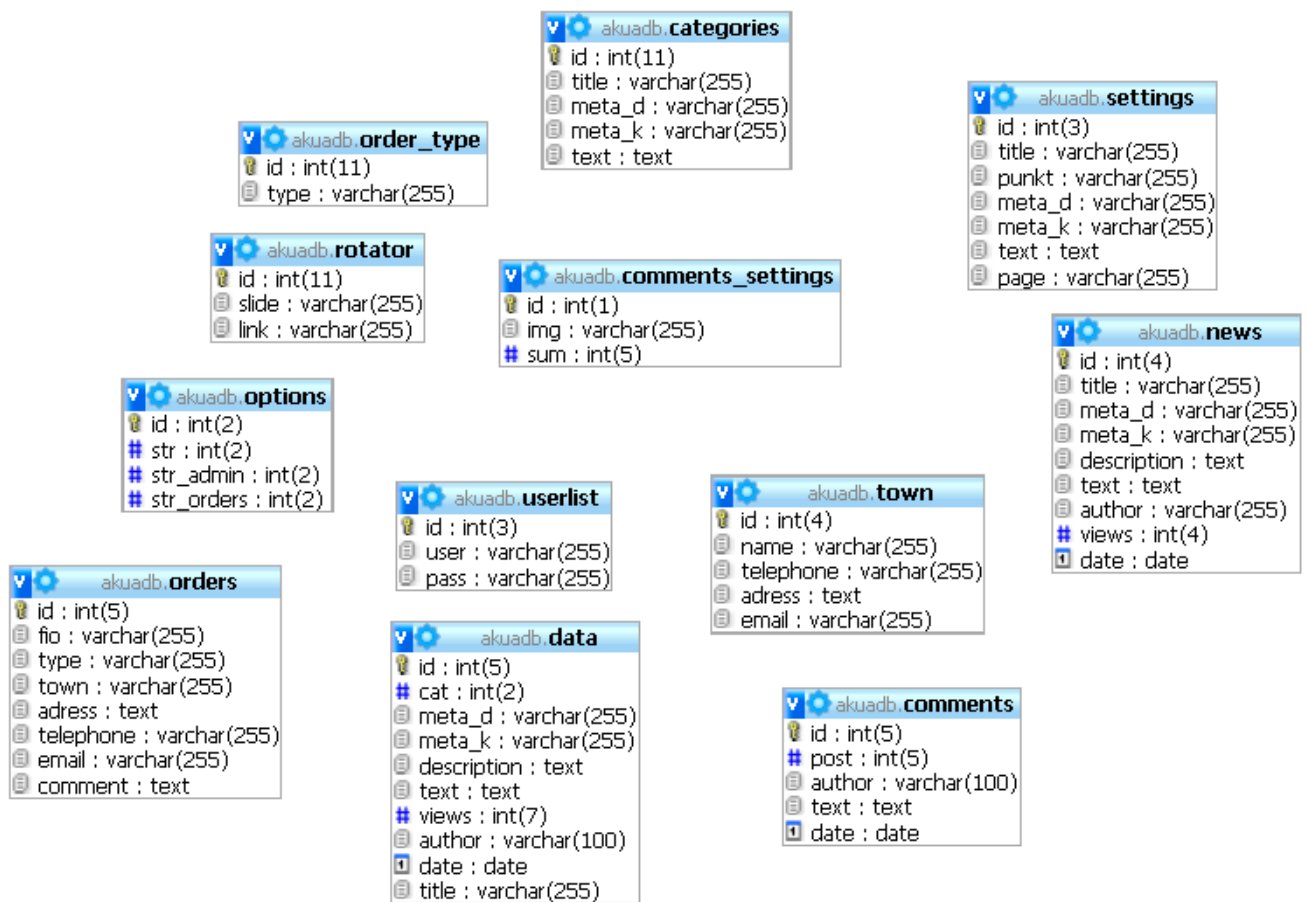 akuadb.categories
id : int(11)
title : varchar(255)
meta_d : varchar(255)
meta_k : varchar(255)
text : text
akuadb.settings
id : int(3)
title : varchar(255)
punkt : varchar(255)
meta_d : varchar(255)
meta_k : varchar(255)
text : text
page : varchar(255)
akuadb.order_type
id : int(11)
type : varchar(255)
akuadb.rotator
id : int(11)
slide : varchar(255)
link : varchar(255)
akuadb.comments_settings
id : int(1)
img : varchar(255)
# sum : int(5)
akuadb.news
id : int(4)
title : varchar(255)
meta_d : varchar(255)
meta_k : varchar(255)
description : text
text : text
author : varchar(255)
# views : int(4)
date : date
akuadb.options
id : int(2)
# str : int(2)
# str_admin : int(2)
# str_orders : int(2)
akuadb.userlist
id : int(3)
user : varchar(255)
pass : varchar(255)
akuadb.town
id : int(4)
name : varchar(255)
telephone : varchar(255)
adress : text
email : varchar(255)
akuadb.orders
id : int(5)
fio : varchar(255)
type : varchar(255)
town : varchar(255)
adress : text
telephone : varchar(255)
email : varchar(255)
comment : text
akuadb.data
id : int(5)
# cat : int(2)
meta_d : varchar(255)
meta_k : varchar(255)
description : text
text : text
# views : int(7)
author : varchar(100)
date : date
title : varchar(255)
akuadb.comments
id : int(5)
# post : int(5)
author : varchar(100)
text : text
date : date